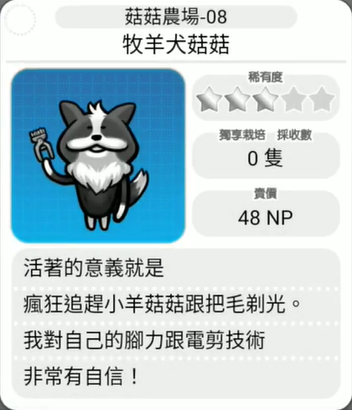 菇菇農場-08
牧羊犬菇菇
稀有度
獨享栽培 採收數
0 隻
賣價
48 NP
活著的意義就是
瘋狂追趕小羊菇菇跟把毛剃光。
我對自己的腳力跟電剪技術
非常有自信！